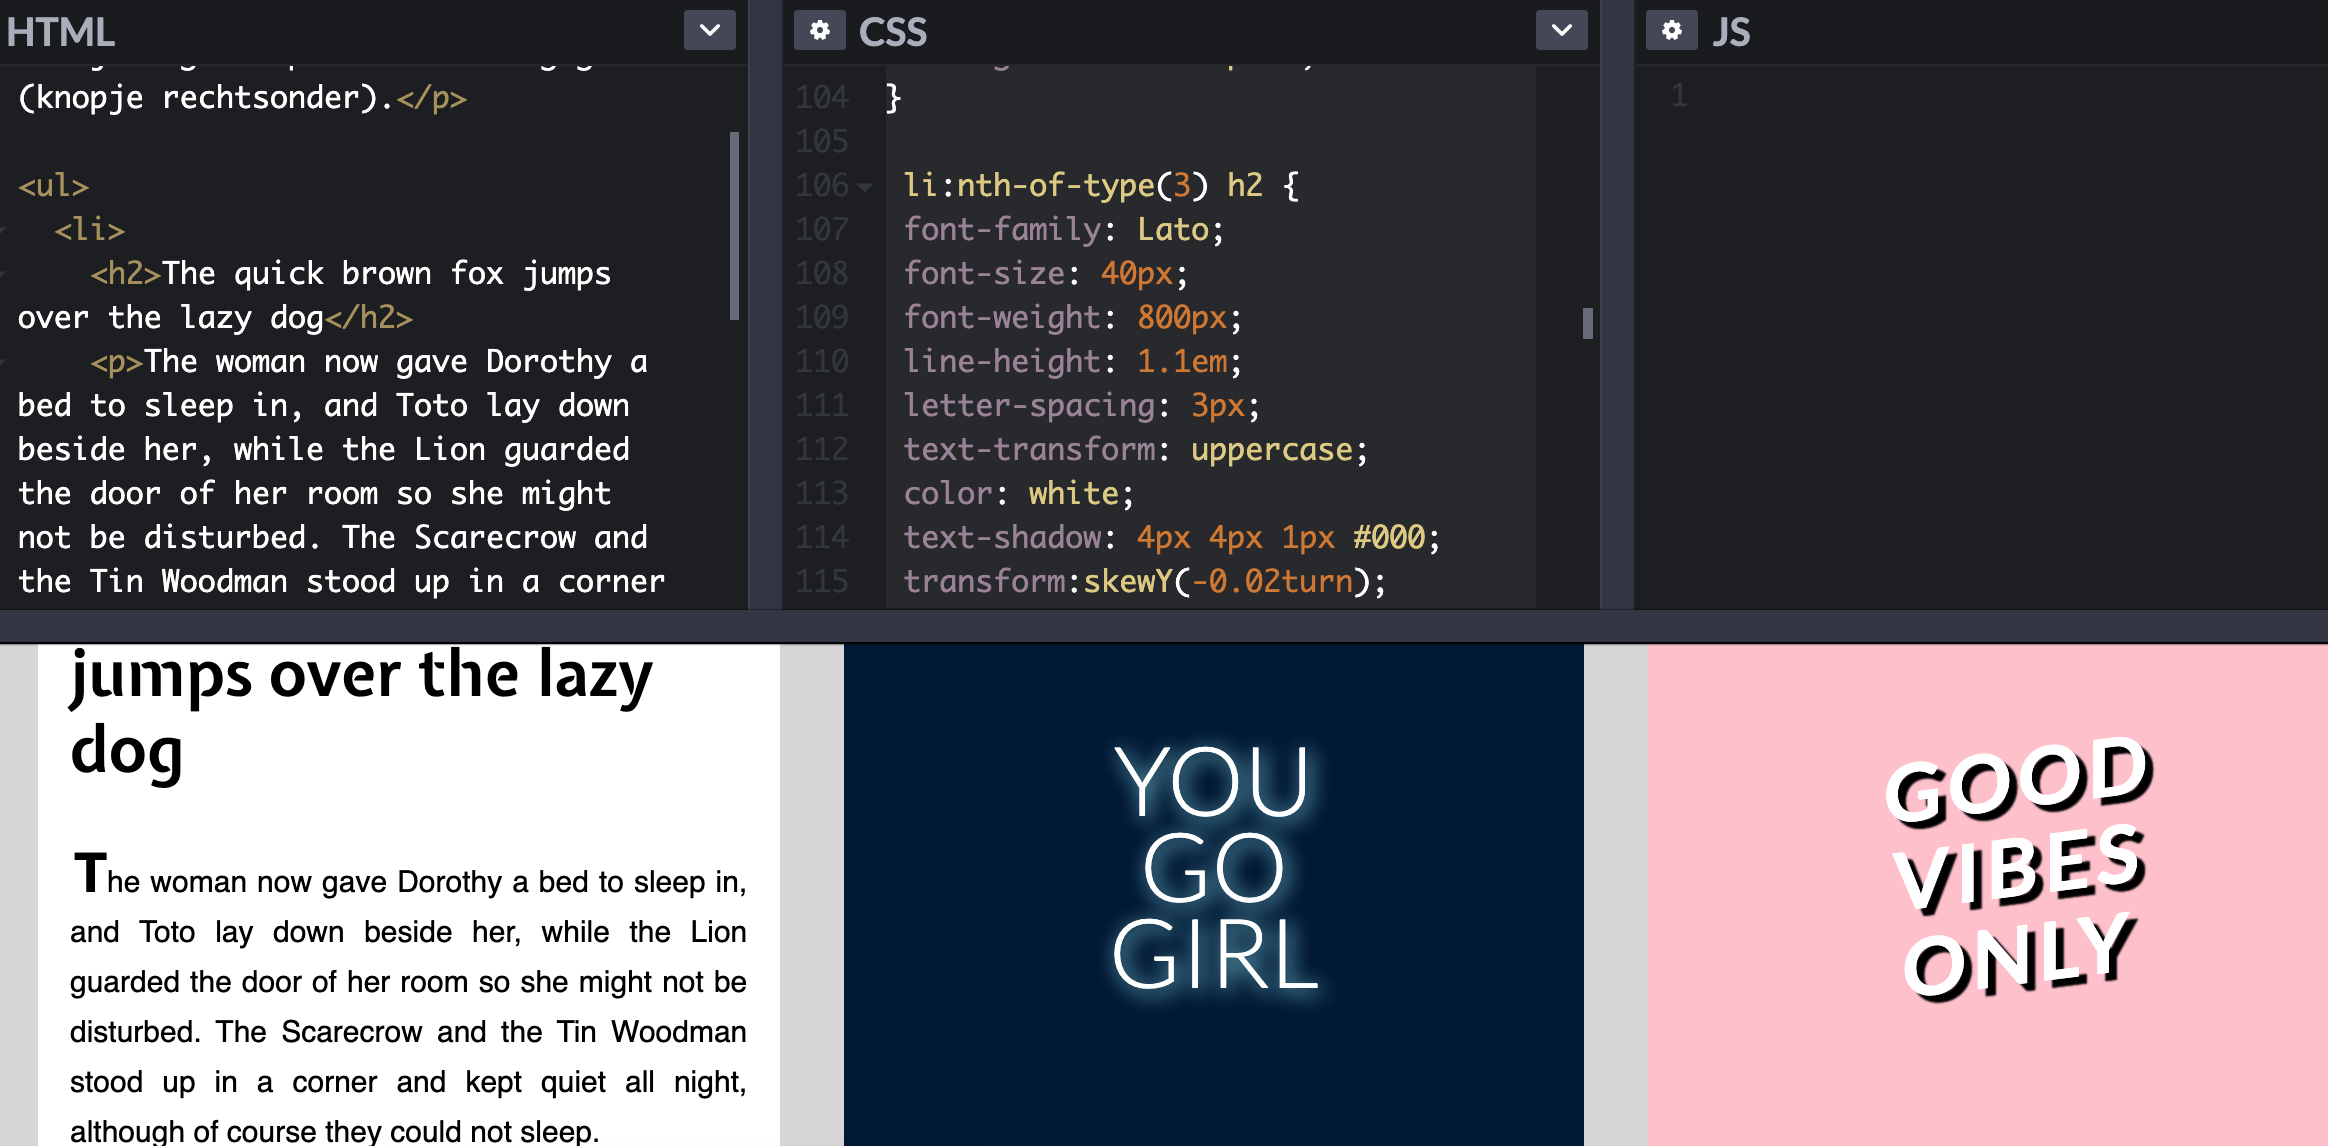 HTML
(knopje rechtsonder).</p>
<ul>
<li>
<h2>The quick brown fox jumps
over the lazy dog</h2>
<p>The woman now gave Dorothy a
bed to sleep in, and Toto lay down
beside her, while the Lion guarded
the door of her room so she might
not be disturbed. The Scarecrow and
the Tin Woodman stood up in a corner
CSS
104 }
105
106 li:nth-of-type(3) h2 {
107 font-family: Lato;
108 font-size: 40px;
109 font-weight: 800px;
110 line-height: 1.1em;
111 letter-spacing: 3px;
112 text-transform: uppercase;
113 color: white;
114 text-shadow: 4px 4px 1px #000;
115 transform:skewY(-0.02turn);
JS
1
jumps over the lazy
dog
The woman now gave Dorothy a bed to sleep in,
and Toto lay down beside her, while the Lion
guarded the door of her room so she might not be
disturbed. The Scarecrow and the Tin Woodman
stood up in a corner and kept quiet all night,
although of course they could not sleep.
YOU
GO
GIRL
GOOD
VIBES
ONLY